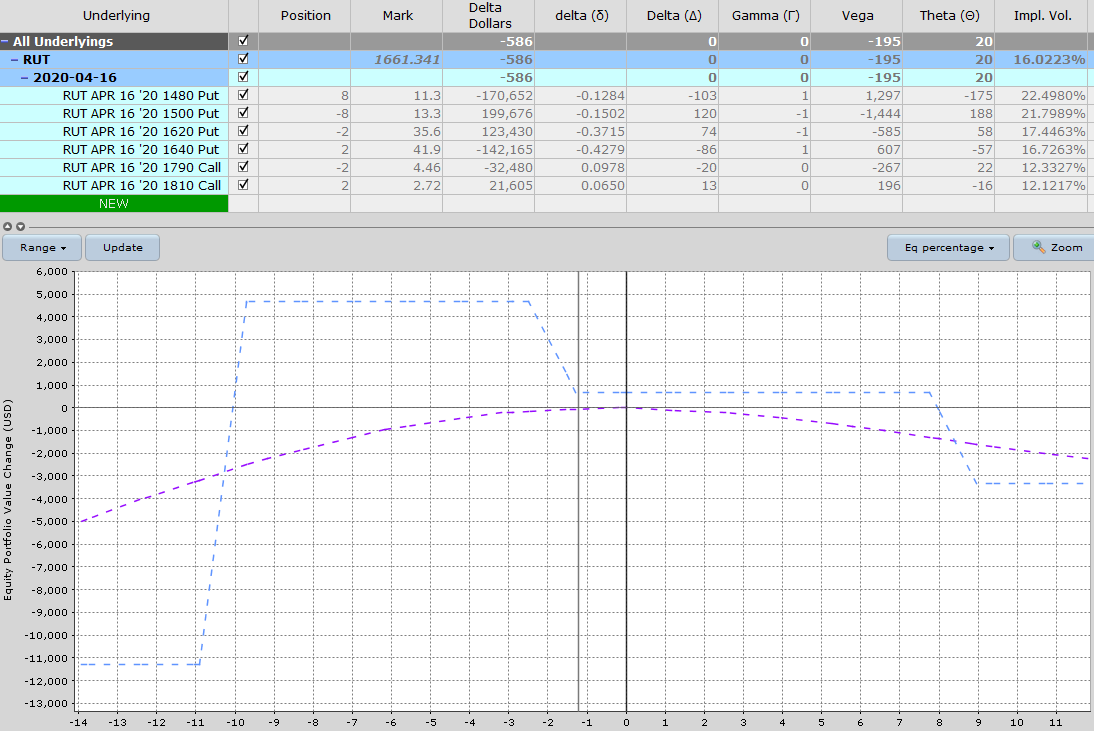 Underlying Position Mark Delta Dollars delta (δ) Delta (Δ) Gamma (Γ) Vega Theta (Θ) Impl. Vol.
− All Underlyings -586 0 0 -195 20
− RUT 1661.341 -586 0 0 -195 20 16.0223%
− 2020-04-16 -586 0 0 -195 20
RUT APR 16 '20 1480 Put 8 11.3 -170,652 -0.1284 -103 1 1,297 -175 22.4980%
RUT APR 16 '20 1500 Put -8 13.3 199,676 -0.1502 120 -1 -1,444 188 21.7989%
RUT APR 16 '20 1620 Put -2 35.6 123,430 -0.3715 74 -1 -585 58 17.4463%
RUT APR 16 '20 1640 Put 2 41.9 -142,165 -0.4279 -86 1 607 -57 16.7263%
RUT APR 16 '20 1790 Call -2 4.46 -32,480 0.0978 -20 0 -267 22 12.3327%
RUT APR 16 '20 1810 Call 2 2.72 21,605 0.0650 13 0 196 -16 12.1217%
NEW
Range Update Eq percentage Zoom
6,000
5,000
4,000
3,000
2,000
1,000
0
-1,000
-2,000
-3,000
-4,000
-5,000
-6,000
-7,000
-8,000
-9,000
-10,000
-11,000
-12,000
-13,000
Equity Portfolio Value Change (USD)
-14 -13 -12 -11 -10 -9 -8 -7 -6 -5 -4 -3 -2 -1 0 1 2 3 4 5 6 7 8 9 10 11